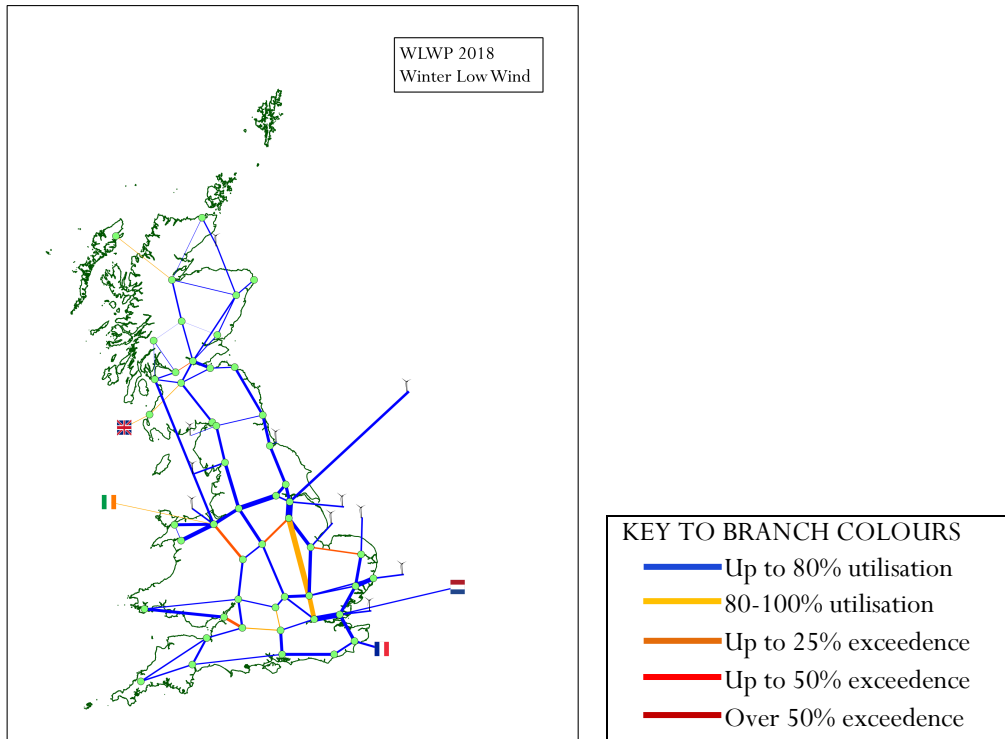 WLWP 2018
Winter Low Wind
KEY TO BRANCH COLOURS
Up to 80% utilisation
80-100% utilisation
Up to 25% exceedence
Up to 50% exceedence
Over 50% exceedence